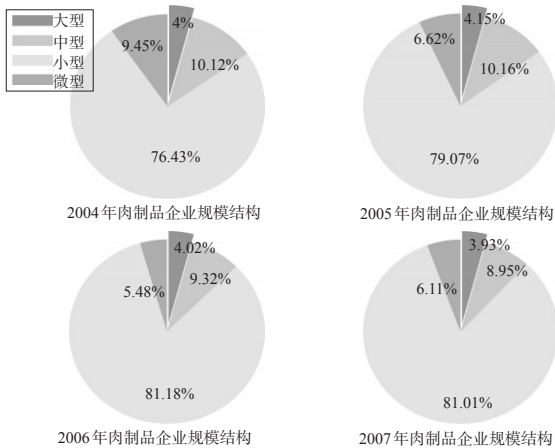 大型
中型
小型
微型
4%
9.45%
10.12%
76.43%
2004年肉制品企业规模结构
4.15%
6.62%
10.16%
79.07%
2005年肉制品企业规模结构
4.02%
9.32%
5.48%
81.18%
2006年肉制品企业规模结构
3.93%
8.95%
6.11%
81.01%
2007年肉制品企业规模结构